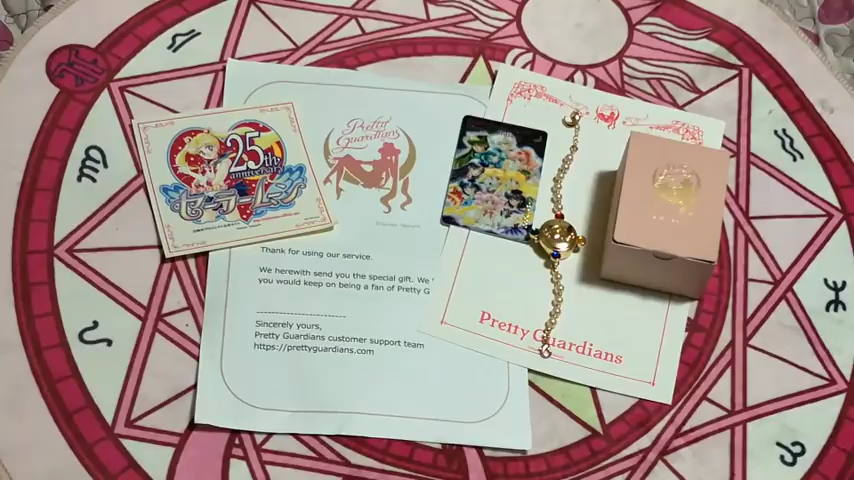 25th
anniversary
セーラームーン
Pretty
Guardians
Thank for using our service.
We herewith send you the special gift. We
you would keep on being a fan of Pretty G
Sincerely yours,
Pretty Guardians customer support team
https://prettyguardians.com
Pretty Guardians